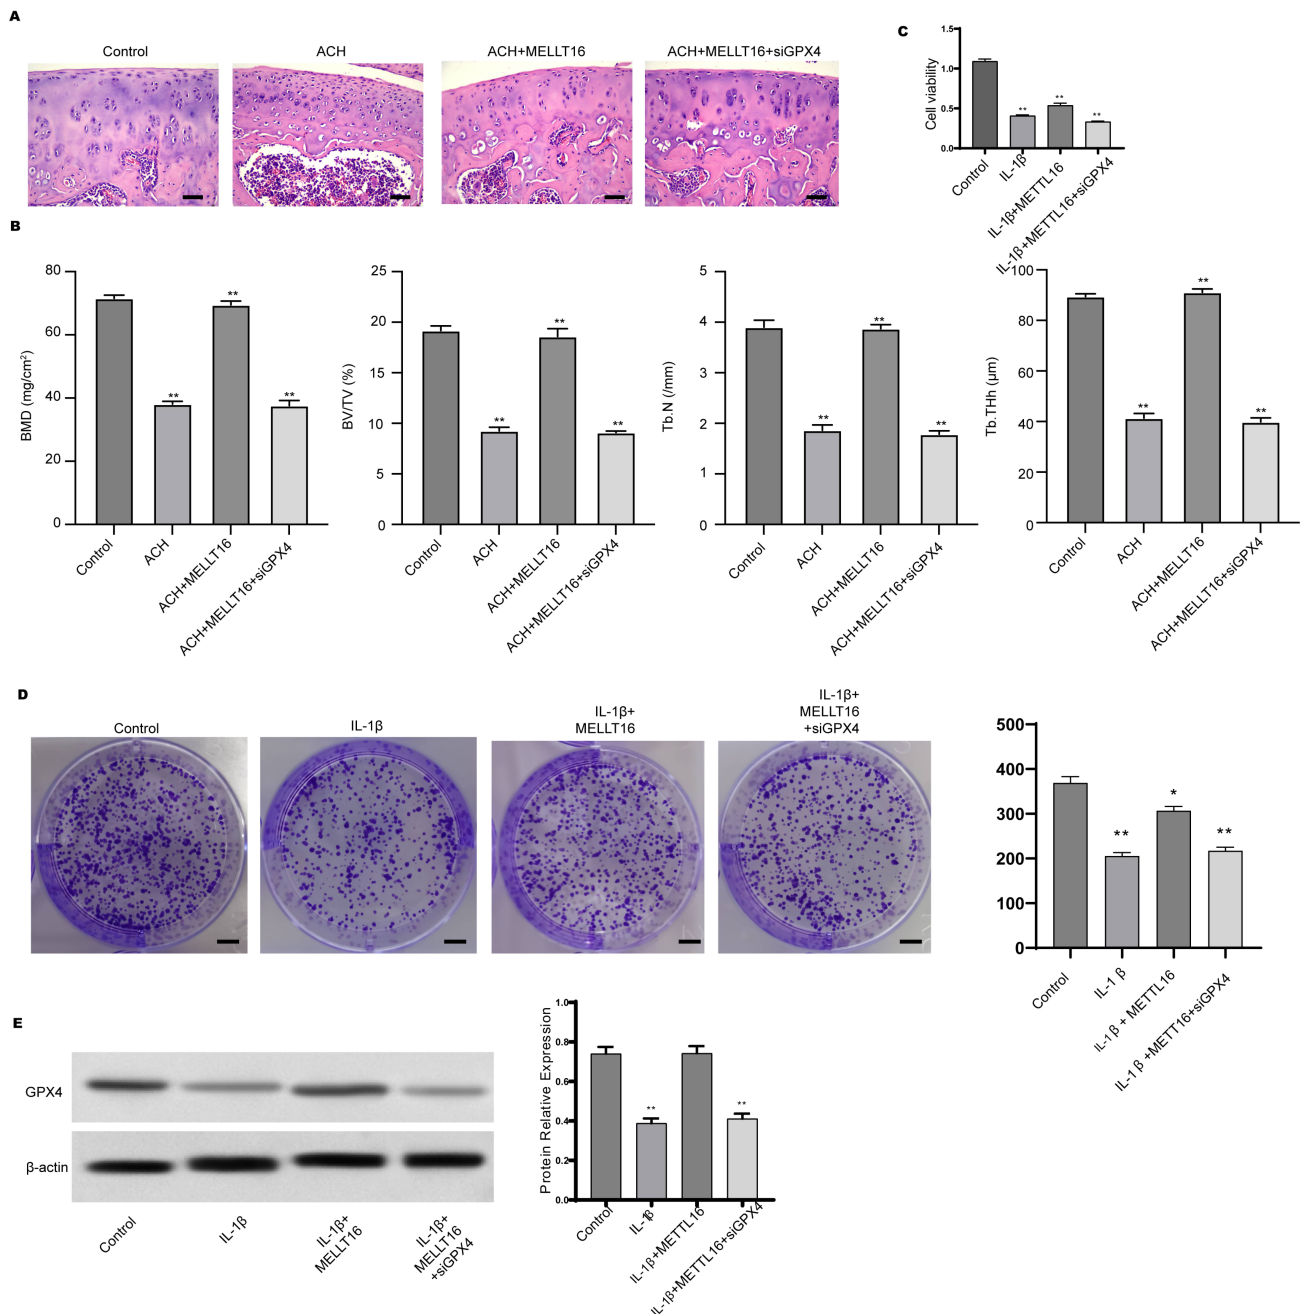 A
Control
ACH
ACH+MELLT16
ACH+MELLT16+siGPX4
C
Cell viability
1.5
1.0
0.5
0.0
**
**
**
Control
IL-1β
IL-1β+METTL16
IL-1β+METTL16+siGPX4
B
BMD (mg/cm²)
80
60
40
20
0
**
**
**
Control
ACH
ACH+MELLT16
ACH+MELLT16+siGPX4
BV/TV (%)
25
20
15
10
5
0
**
**
**
Control
ACH
ACH+MELLT16
ACH+MELLT16+siGPX4
Tb.N (/mm)
5
4
3
2
1
0
**
**
**
Control
ACH
ACH+MELLT16
ACH+MELLT16+siGPX4
Tb.THh (μm)
100
80
60
40
20
0
**
**
**
Control
ACH
ACH+MELLT16
ACH+MELLT16+siGPX4
D
Control
IL-1β
IL-1β+
MELLT16
IL-1β+
MELLT16
+siGPX4
500
400
300
200
100
0
**
*
**
Control
IL-1 β
IL-1 β + METTL16
IL-1 β +METT16+siGPX4
E
GPX4
β-actin
Control
IL-1β
IL-1β+
MELLT16
IL-1β+
MELLT16
+siGPX4
Protein Relative Expression
1.0
0.8
0.6
0.4
0.2
0.0
**
**
Control
IL-1β
IL-1β+METTL16
IL-1β+METTL16+siGPX4